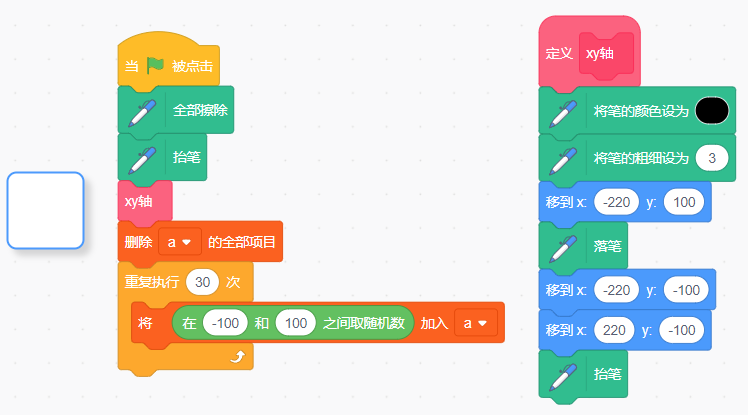 当 被点击
全部擦除
抬笔
xy轴
删除 a 的全部项目
重复执行 30 次
将 在 -100 和 100 之间取随机数 加入 a
定义 xy轴
将笔的颜色设为
将笔的粗细设为 3
移到 x: -220 y: 100
落笔
移到 x: -220 y: -100
移到 x: 220 y: -100
抬笔